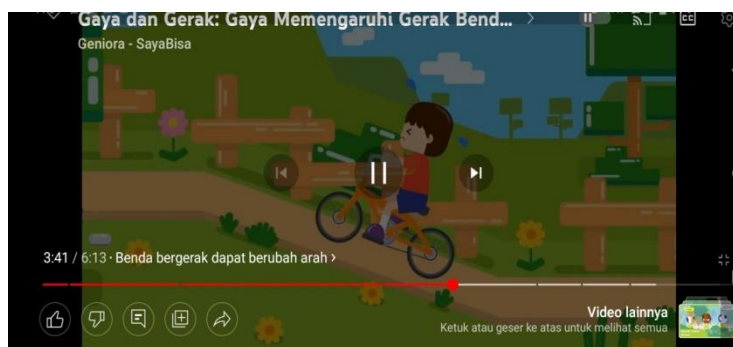 Gaya dan Gerak: Gaya Memengaruhi Gerak Bend... >
CC
Geniora - SayaBisa
3:41 / 6:13 · Benda bergerak dapat berubah arah >
Video lainnya
Ketuk atau geser ke atas untuk melihat semua